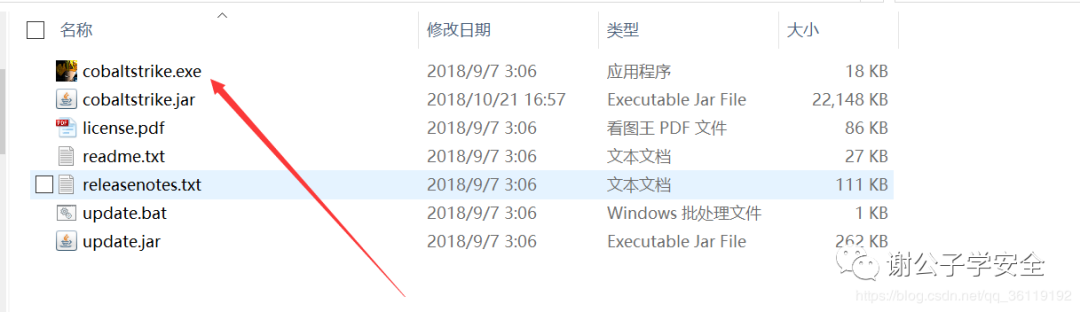 名称 修改日期 类型 大小
cobaltstrike.exe 2018/9/7 3:06 应用程序 18 KB
cobaltstrike.jar 2018/10/21 16:57 Executable Jar File 22,148 KB
license.pdf 2018/9/7 3:06 看图王 PDF 文件 86 KB
readme.txt 2018/9/7 3:06 文本文档 27 KB
releasenotes.txt 2018/9/7 3:06 文本文档 111 KB
update.bat 2018/9/7 3:06 Windows 批处理文件 1 KB
update.jar 2018/9/7 3:06 Executable Jar File 262 KB
谢公子学安全
https://blog.csdn.net/qq_36119192